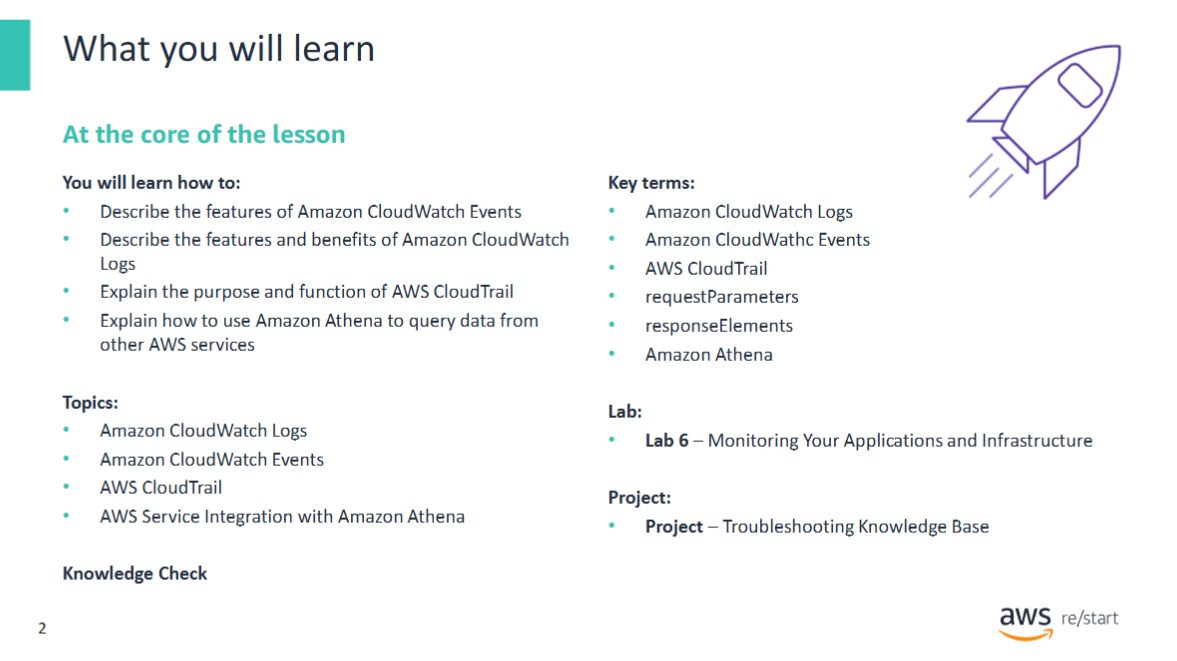 What you will learn
At the core of the lesson
You will learn how to:
• Describe the features of Amazon CloudWatch Events
• Describe the features and benefits of Amazon CloudWatch
Logs
• Explain the purpose and function of AWS CloudTrail
• Explain how to use Amazon Athena to query data from
other AWS services
Topics:
• Amazon CloudWatch Logs
• Amazon CloudWatch Events
• AWS CloudTrail
• AWS Service Integration with Amazon Athena
Knowledge Check
Key terms:
• Amazon CloudWatch Logs
• Amazon CloudWathc Events
• AWS CloudTrail
• requestParameters
• responseElements
• Amazon Athena
Lab:
• Lab 6 – Monitoring Your Applications and Infrastructure
Project:
• Project – Troubleshooting Knowledge Base
2
aws re/start